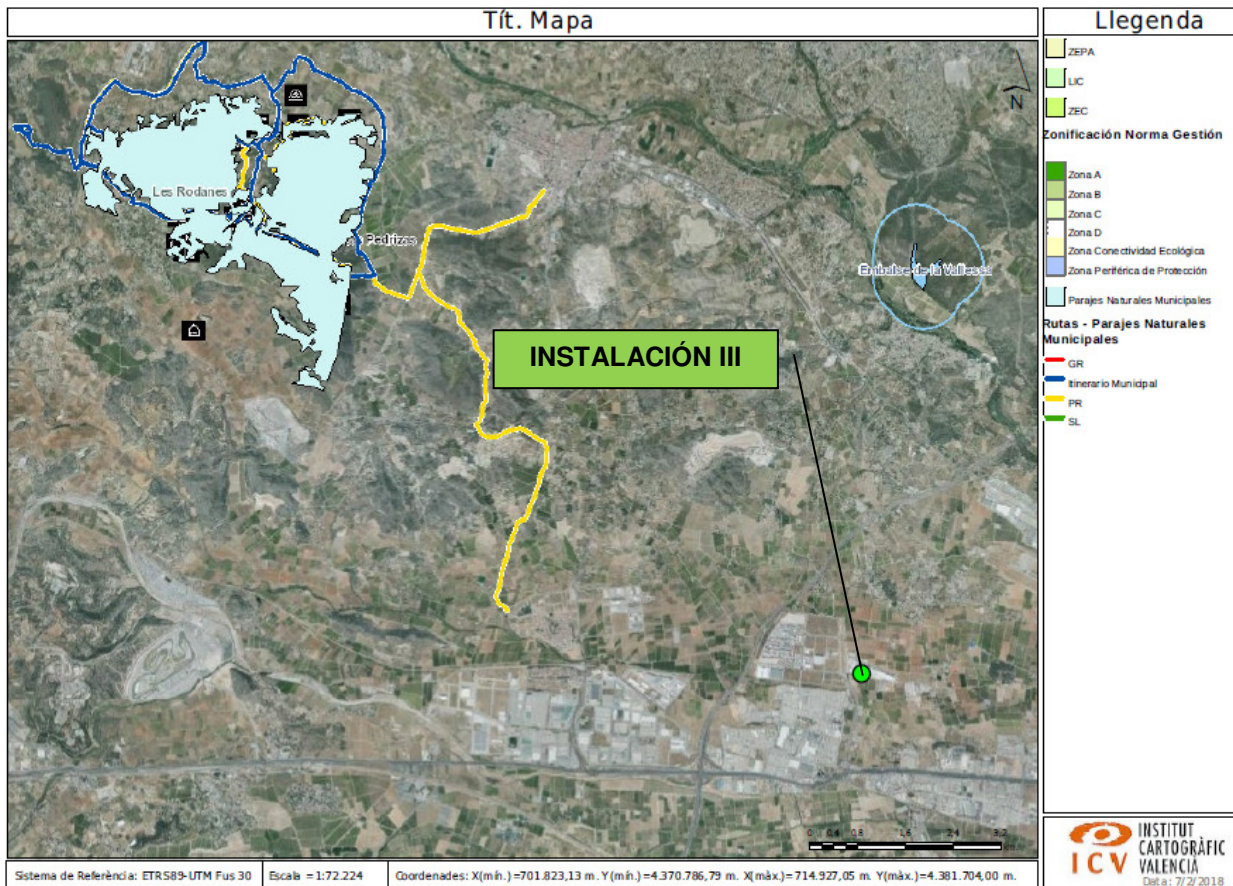 Tít. Mapa
Llegenda
ZEPA
LIC
ZEC
Zonificación Norma Gestión
Zona A
Zona B
Zona C
Zona D
Zona Conectividad Ecológica
Zona Periférica de Protección
Parajes Naturales Municipales
Rutas - Parajes Naturales
Municipales
GR
Itinerario Municipal
PR
SL
N
Les Rodanes
Pedrizas
Embalse de la Vallessa
INSTALACIÓN III
0 0,4 0,8 1,6 2,4 3,2
km
Sistema de Referència: ETRS89-UTM Fus 30
Escala = 1:72.224
Coordenades: X(mín.) =701.823,13 m. Y(mín.) =4.370.786,79 m. X(màx.)=714.927,05 m. Y(màx.)=4.381.704,00 m.
ICV
INSTITUT
CARTOGRÀFIC
VALENCIÀ
Data: 7/2/2018